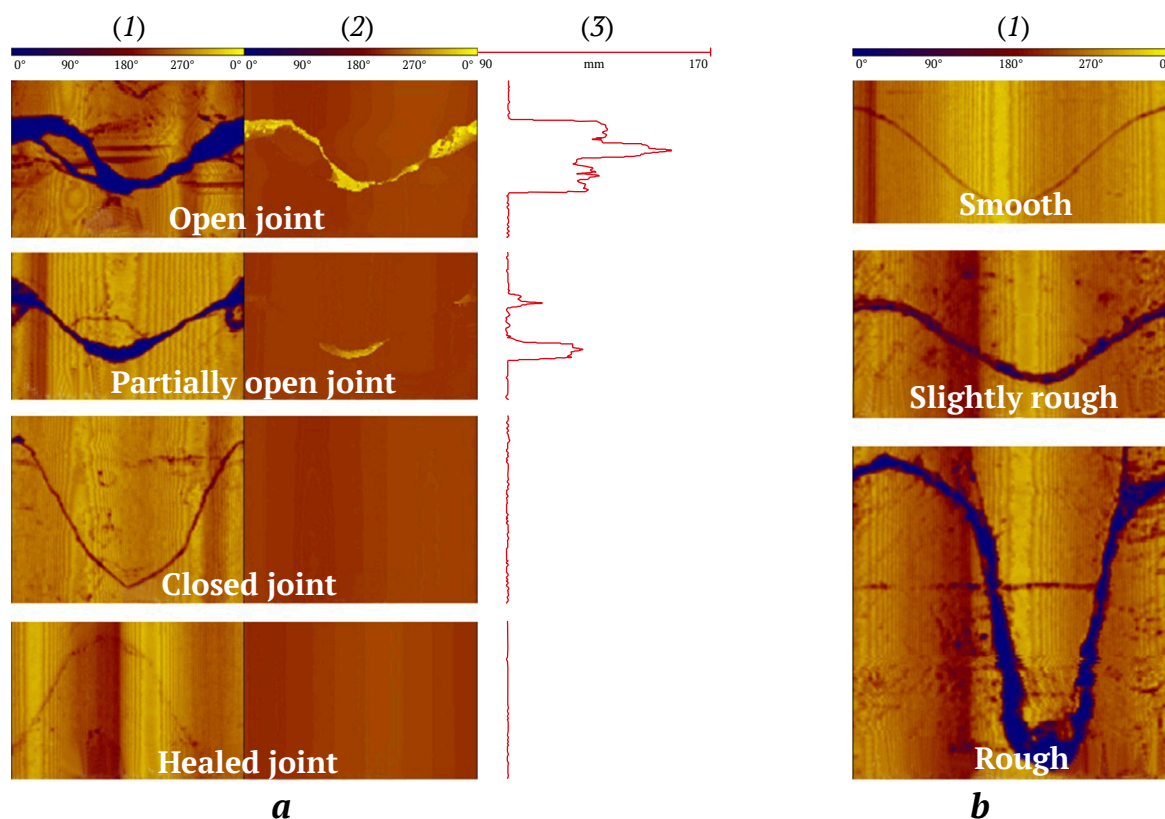 (1) (2) (3)
0° 90° 180° 270° 0° 90° 180° 270° 0° 90 mm 170
Open joint
Partially open joint
Closed joint
Healed joint
a
(1)
0° 90° 180° 270°
Smooth
Slightly rough
Rough
b